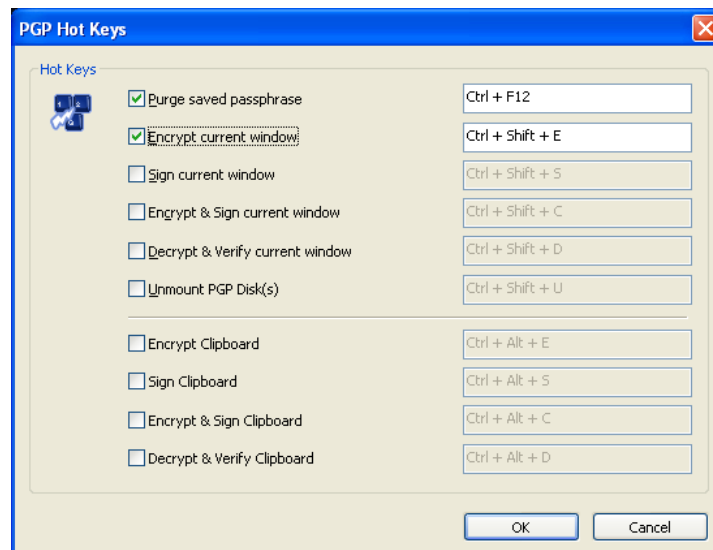 PGP Hot Keys
Hot Keys
Purge saved passphrase Ctrl + F12
Encrypt current window Ctrl + Shift + E
Sign current window Ctrl + Shift + S
Encrypt & Sign current window Ctrl + Shift + C
Decrypt & Verify current window Ctrl + Shift + D
Unmount PGP Disk(s) Ctrl + Shift + U
Encrypt Clipboard Ctrl + Alt + E
Sign Clipboard Ctrl + Alt + S
Encrypt & Sign Clipboard Ctrl + Alt + C
Decrypt & Verify Clipboard Ctrl + Alt + D
OK Cancel